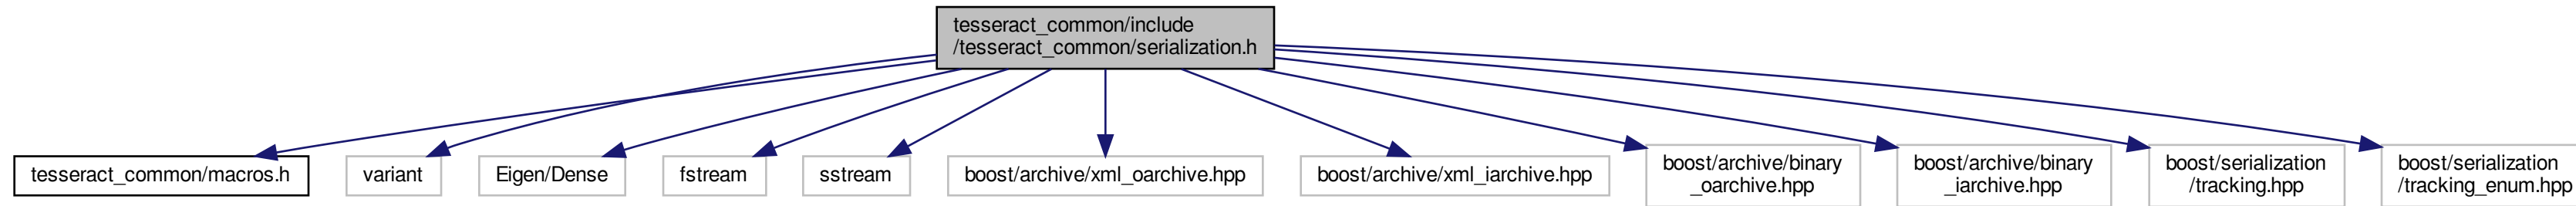 tesseract_common/include
/tesseract_common/serialization.h
tesseract_common/macros.h
variant
Eigen/Dense
fstream
sstream
boost/archive/xml_oarchive.hpp
boost/archive/xml_iarchive.hpp
boost/archive/binary
_oarchive.hpp
boost/archive/binary
_iarchive.hpp
boost/serialization
/tracking.hpp
boost/serialization
/tracking_enum.hpp